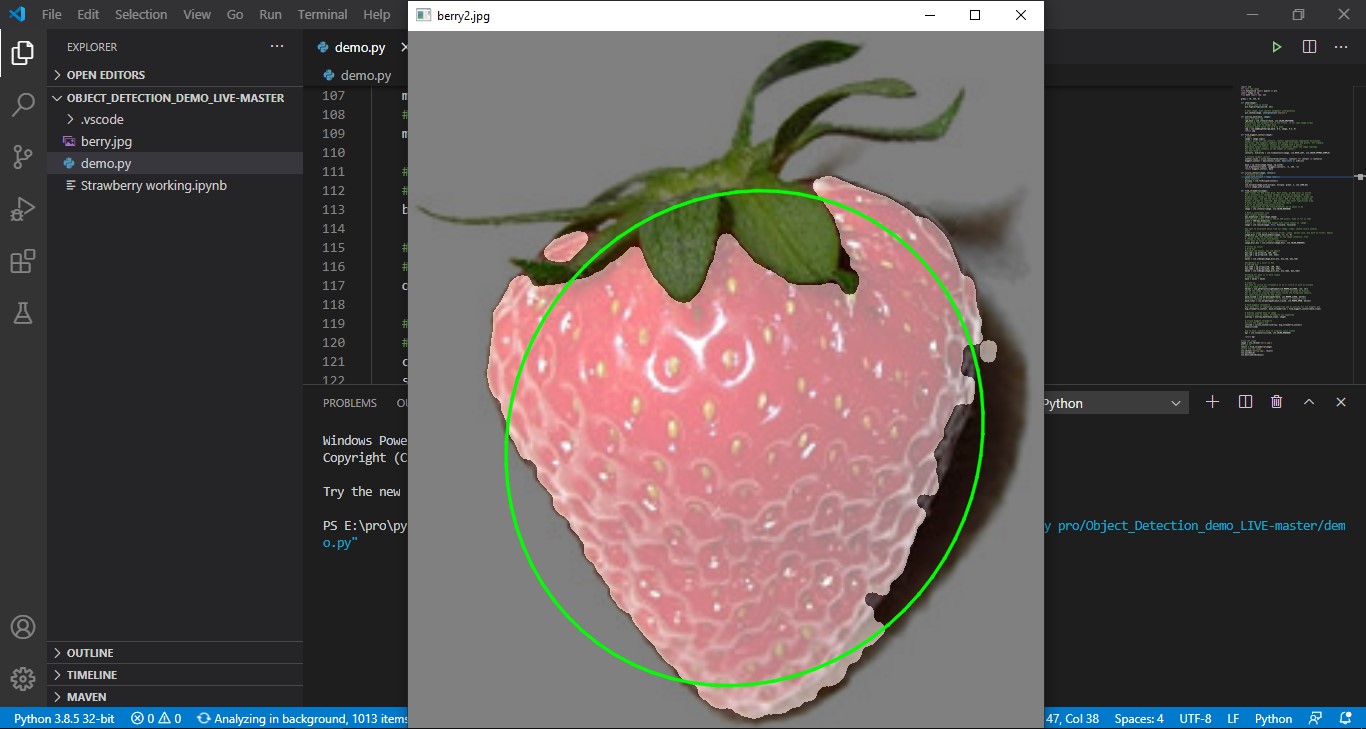 File Edit Selection View Go Run Terminal Help
berry2.jpg
EXPLORER
OPEN EDITORS
OBJECT_DETECTION_DEMO_LIVE-MASTER
.vscode
berry.jpg
demo.py
Strawberry working.ipynb
OUTLINE
TIMELINE
MAVEN
demo.py
demo.py
107 m
108 #
109 m
110
111 #
112 #
113 b
114
115 #
116 #
117 c
118
119 #
120 #
121 c
122 s
PROBLEMS
Python
Windows Powe
Copyright (C
Try the new
PS E:\pro\py y pro/Object_Detection_demo_LIVE-master/dem
o.py"
Python 3.8.5 32-bit 0 0 Analyzing in background, 1013 items 47, Col 38 Spaces: 4 UTF-8 LF Python